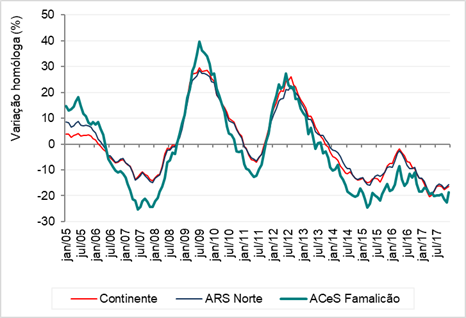 Variação homóloga (%)
50
40
30
20
10
0
-10
-20
-30
jan/05
jul/05
jan/06
jul/06
jan/07
jul/07
jan/08
jul/08
jan/09
jul/09
jan/10
jul/10
jan/11
jul/11
jan/12
jul/12
jan/13
jul/13
jan/14
jul/14
jan/15
jul/15
jan/16
jul/16
jan/17
jul/17
Continente ARS Norte ACeS Famalicão